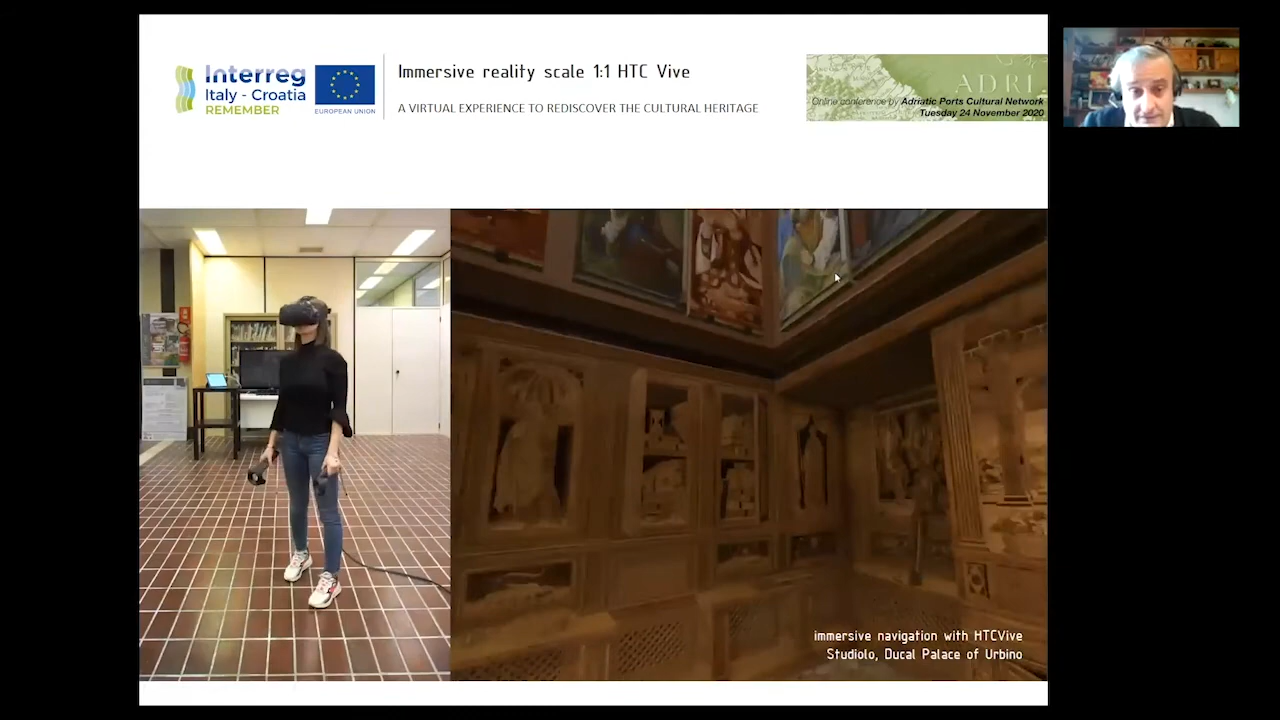 Interreg
Italy - Croatia
REMEMBER
EUROPEAN UNION
Immersive reality scale 1:1 HTC Vive
A VIRTUAL EXPERIENCE TO REDISCOVER THE CULTURAL HERITAGE
ADRI
Online conference by Adriatic Ports Cultural Network
Tuesday 24 November 2020
immersive navigation with HTCVive
Studiolo, Ducal Palace of Urbino